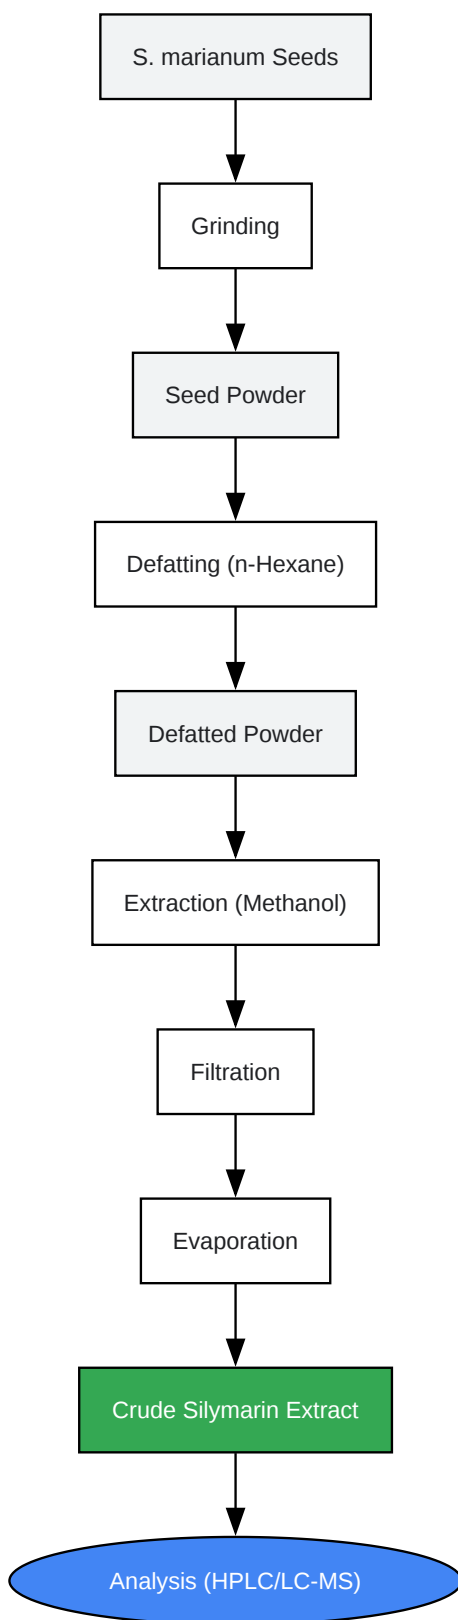 S. marianum Seeds
Grinding
Seed Powder
Defatting (n-Hexane)
Defatted Powder
Extraction (Methanol)
Filtration
Evaporation
Crude Silymarin Extract
Analysis (HPLC/LC-MS)